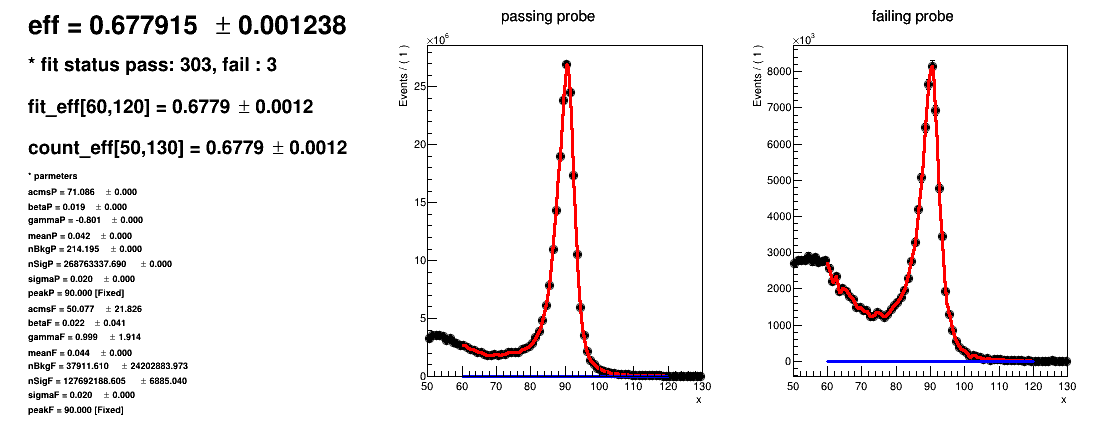 eff = 0.677915 ± 0.001238
* fit status pass: 303, fail : 3
fit_eff[60,120] = 0.6779 ± 0.0012
count_eff[50,130] = 0.6779 ± 0.0012
* parmeters
acmsP = 71.086 ± 0.000
betaP = 0.019 ± 0.000
gammaP = -0.801 ± 0.000
meanP = 0.042 ± 0.000
nBkgP = 214.195 ± 0.000
nSigP = 268763337.690 ± 0.000
sigmaP = 0.020 ± 0.000
peakP = 90.000 [Fixed]
acmsF = 50.077 ± 21.826
betaF = 0.022 ± 0.041
gammaF = 0.999 ± 1.914
meanF = 0.044 ± 0.000
nBkgF = 37911.610 ± 24202883.973
nSigF = 127692188.605 ± 6885.040
sigmaF = 0.020 ± 0.000
peakF = 90.000 [Fixed]
passing probe
×10⁶
Events / ( 1 )
25
20
15
10
5
0
50 60 70 80 90 100 110 120 130
x
failing probe
×10³
Events / ( 1 )
8000
7000
6000
5000
4000
3000
2000
1000
0
50 60 70 80 90 100 110 120 130
x